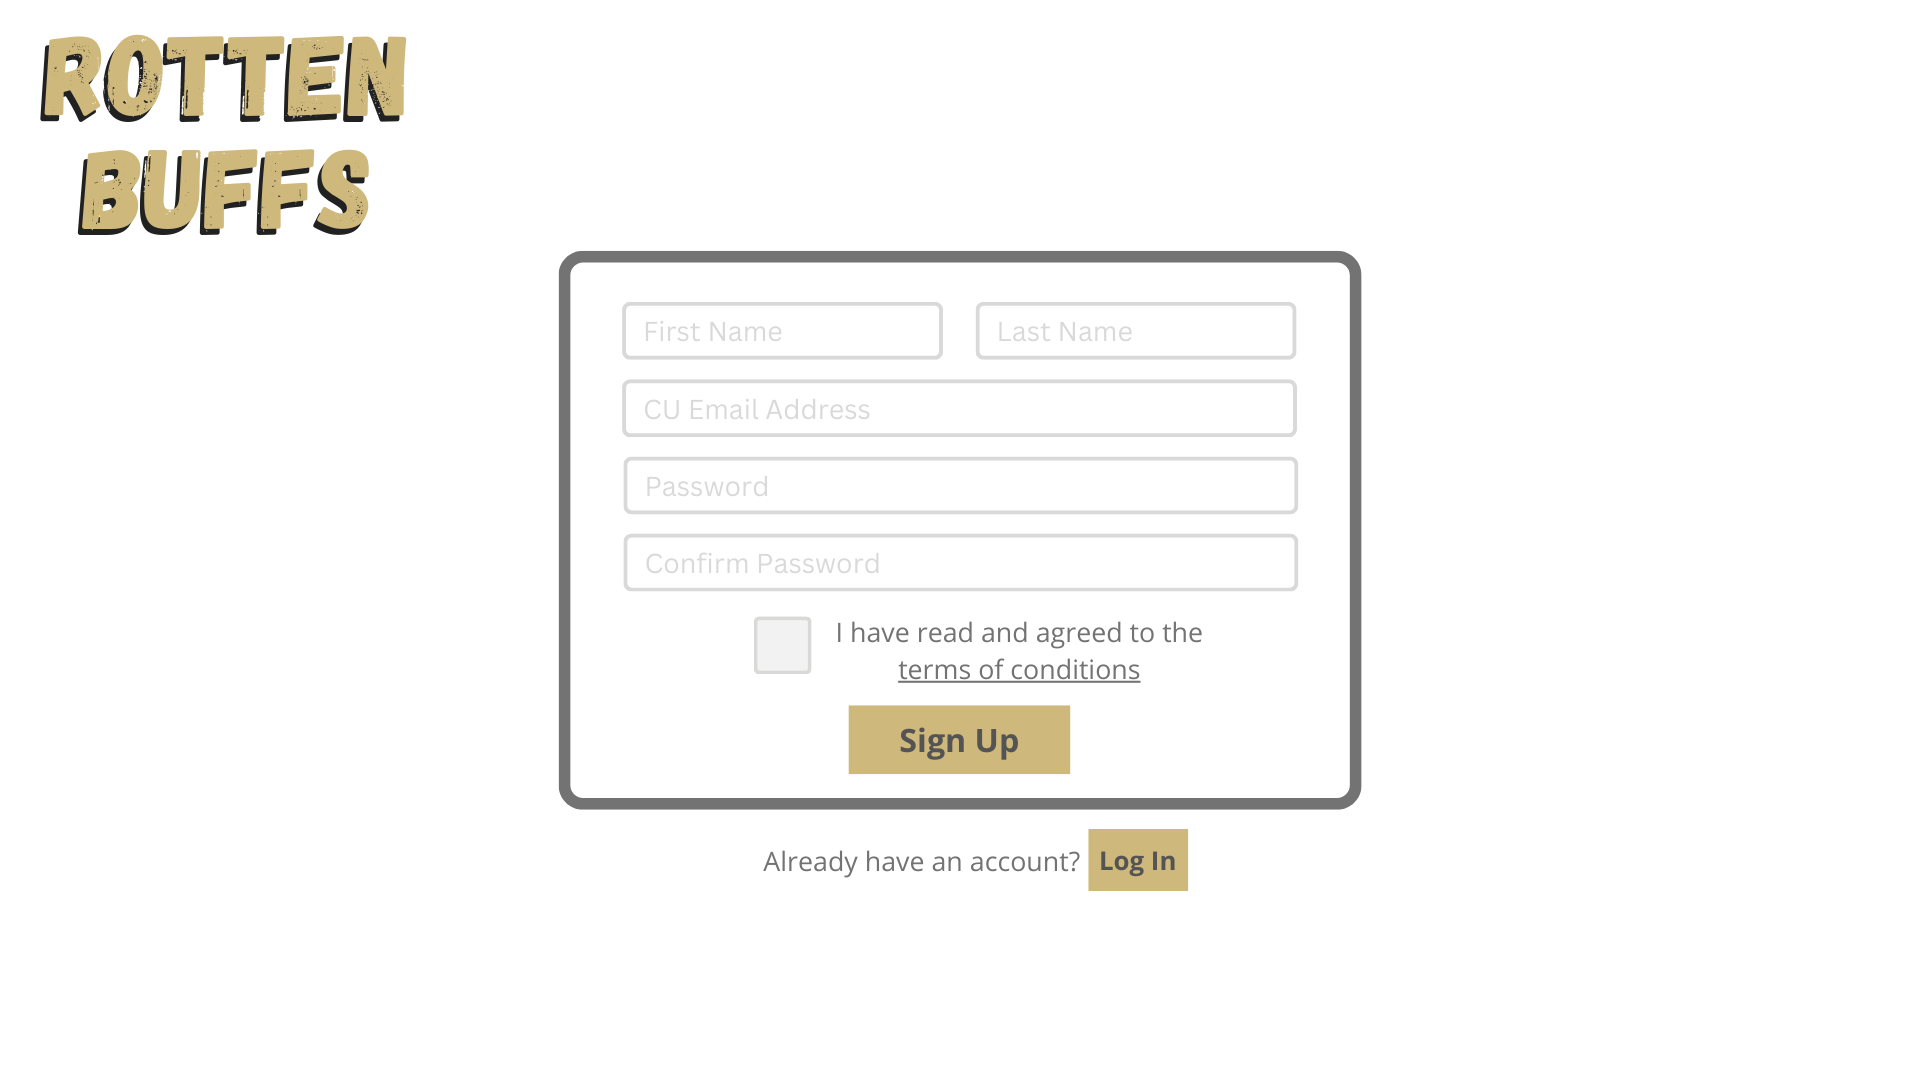 ROTTEN
BUFFS
First Name
Last Name
CU Email Address
Password
Confirm Password
I have read and agreed to the
terms of conditions
Sign Up
Already have an account?
Log In